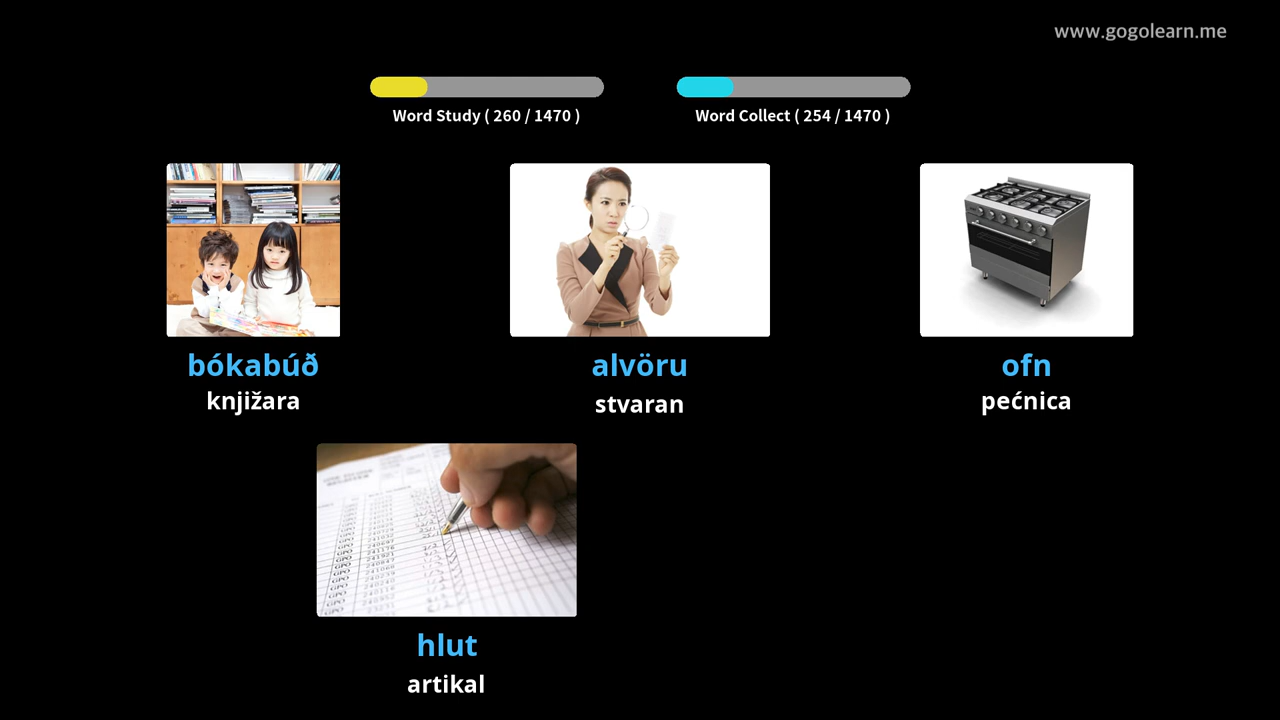 www.gogolearn.me
Word Study ( 260 / 1470 )
Word Collect ( 254 / 1470 )
bókabúð
knjižara
alvöru
stvaran
ofn
pećnica
hlut
artikal